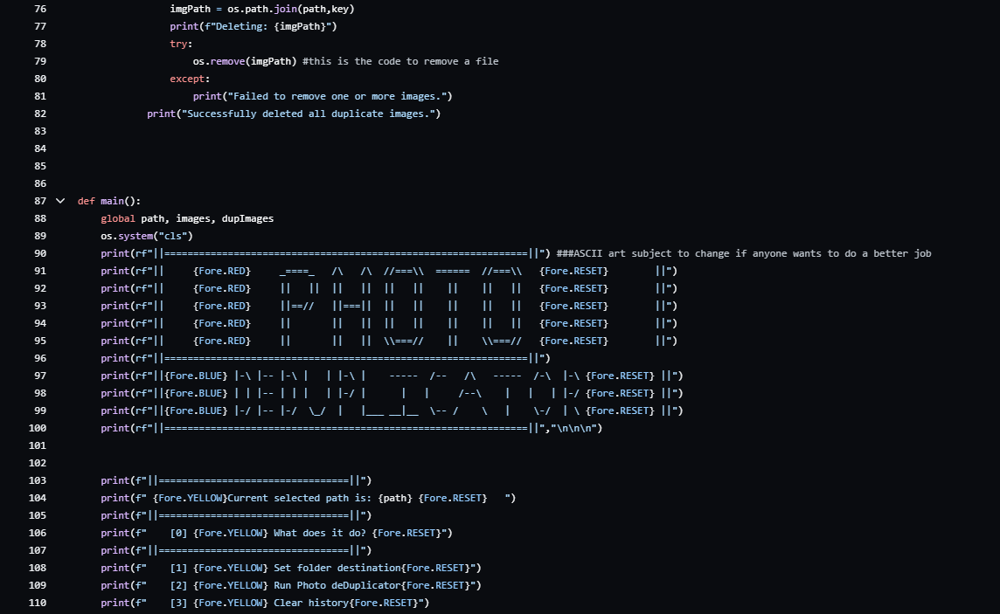 76                     imgPath = os.path.join(path,key)
77                     print(f"Deleting: {imgPath}")
78                     try:
79                         os.remove(imgPath) #this is the code to remove a file
80                     except:
81                         print("Failed to remove one or more images.")
82                 print("Successfully deleted all duplicate images.")
83
84
85
86
87     def main():
88         global path, images, dupImages
89         os.system("cls")
90         print(rf"||===============================================================||") ###ASCII art subject to change if anyone wants to do a better job
91         print(rf"||     {Fore.RED}     _====_   /\   /\  //===\\  ======  //===\\   {Fore.RESET}        ||")
92         print(rf"||     {Fore.RED}     ||   ||  ||   ||  ||   ||    ||    ||   ||   {Fore.RESET}        ||")
93         print(rf"||     {Fore.RED}     ||==//   ||===||  ||   ||    ||    ||   ||   {Fore.RESET}        ||")
94         print(rf"||     {Fore.RED}     ||       ||   ||  ||   ||    ||    ||   ||   {Fore.RESET}        ||")
95         print(rf"||     {Fore.RED}     ||       ||   ||  \\===//    ||    \\===//   {Fore.RESET}        ||")
96         print(rf"||===============================================================||")
97         print(rf"||{Fore.BLUE} |-\ |-- |-\ |   | |-\ |    -----  /--   /\   -----  /-\  |-\ {Fore.RESET} ||")
98         print(rf"||{Fore.BLUE} | | |-- | | |   | |-/ |      |   |     /--\    |   |   | |-/ {Fore.RESET} ||")
99         print(rf"||{Fore.BLUE} |-/ |-- |-/  \_/  |   |___ __|__  \-- /    \   |    \-/  | \ {Fore.RESET} ||")
100         print(rf"||===============================================================||","\n\n\n")
101
102
103         print(f"||=================================||")
104         print(f" {Fore.YELLOW}Current selected path is: {path} {Fore.RESET}   ")
105         print(f"||=================================||")
106         print(f"    [0] {Fore.YELLOW} What does it do? {Fore.RESET}")
107         print(f"||=================================||")
108         print(f"    [1] {Fore.YELLOW} Set folder destination{Fore.RESET}")
109         print(f"    [2] {Fore.YELLOW} Run Photo deDuplicator{Fore.RESET}")
110         print(f"    [3] {Fore.YELLOW} Clear history{Fore.RESET}")